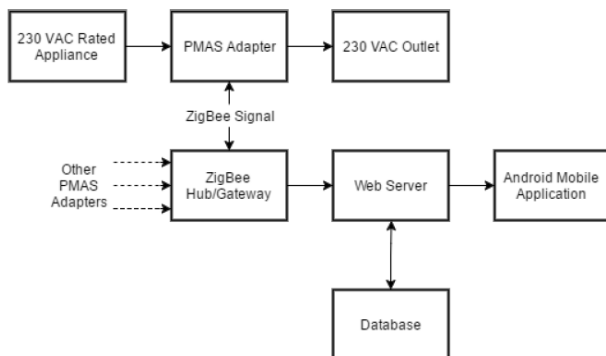 230 VAC Rated
Appliance
PMAS Adapter
230 VAC Outlet
ZigBee Signal
Other
PMAS
Adapters
ZigBee
Hub/Gateway
Web Server
Android Mobile
Application
Database